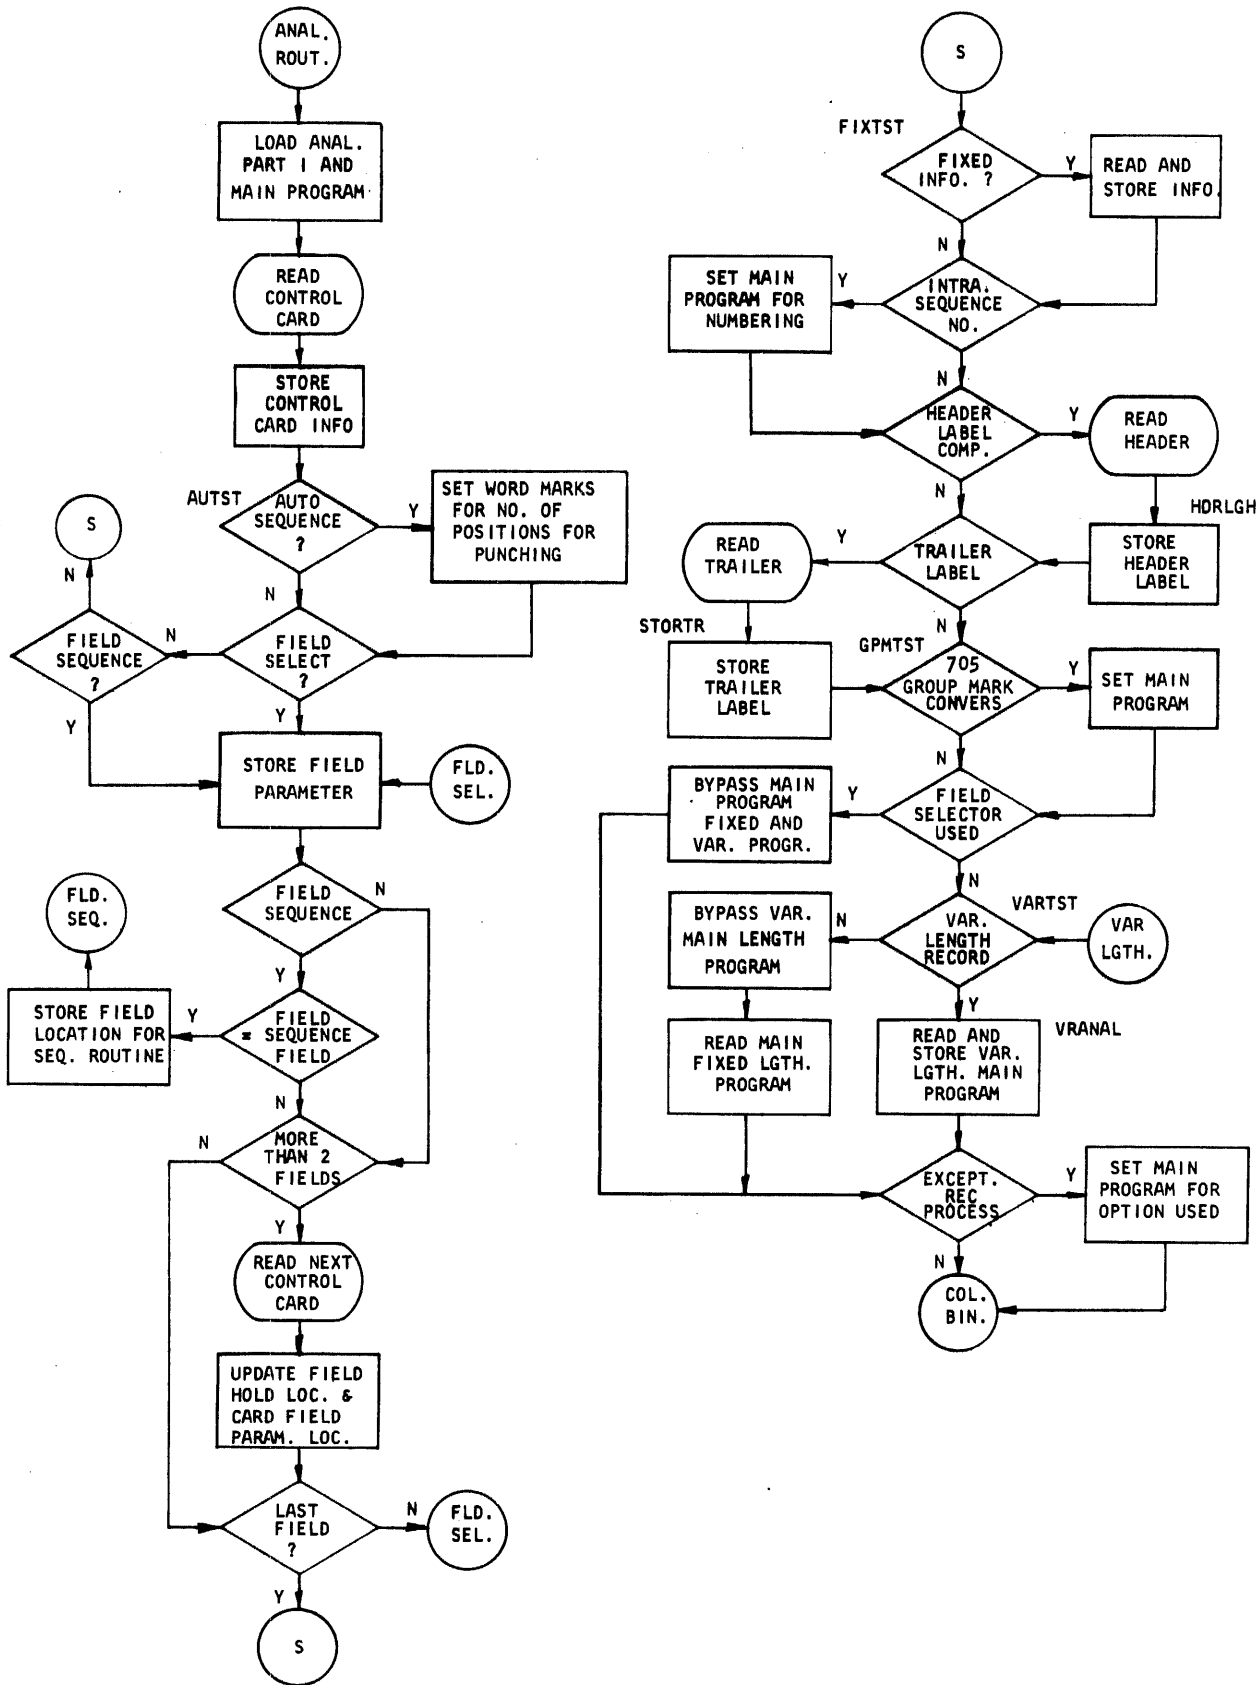 ANAL.
ROUT.
LOAD ANAL.
PART I AND
MAIN PROGRAM
READ
CONTROL
CARD
STORE
CONTROL
CARD INFO
AUTST
AUTO
SEQUENCE
?
Y
SET WORD MARKS
FOR NO. OF
POSITIONS FOR
PUNCHING
S
N
N
FIELD
SEQUENCE
?
N
FIELD
SELECT
?
Y
Y
STORE FIELD
PARAMETER
FLD.
SEL.
FIELD
SEQUENCE
N
FLD.
SEQ.
Y
STORE FIELD
LOCATION FOR
SEQ. ROUTINE
Y
= FIELD
SEQUENCE
FIELD
N
N
MORE
THAN 2
FIELDS
Y
READ NEXT
CONTROL
CARD
UPDATE FIELD
HOLD LOC. &
CARD FIELD
PARAM. LOC.
LAST
FIELD
?
N
FLD.
SEL.
Y
S
S
FIXTST
FIXED
INFO. ?
Y
READ AND
STORE INFO.
N
SET MAIN
PROGRAM FOR
NUMBERING
Y
INTRA.
SEQUENCE
NO.
N
HEADER
LABEL
COMP.
Y
READ
HEADER
N
HDRLGH
READ
TRAILER
Y
TRAILER
LABEL
STORE
HEADER
LABEL
STORTR
N
GPMTST
STORE
TRAILER
LABEL
705
GROUP MARK
CONVERS
Y
SET MAIN
PROGRAM
N
BYPASS MAIN
PROGRAM
FIXED AND
VAR. PROGR.
Y
FIELD
SELECTOR
USED
N
VARTST
BYPASS VAR.
MAIN LENGTH
PROGRAM
N
VAR.
LENGTH
RECORD
VAR
LGTH.
Y
VRANAL
READ MAIN
FIXED LGTH.
PROGRAM
READ AND
STORE VAR.
LGTH. MAIN
PROGRAM
EXCEPT.
REC
PROCESS
Y
SET MAIN
PROGRAM FOR
OPTION USED
N
COL.
BIN.